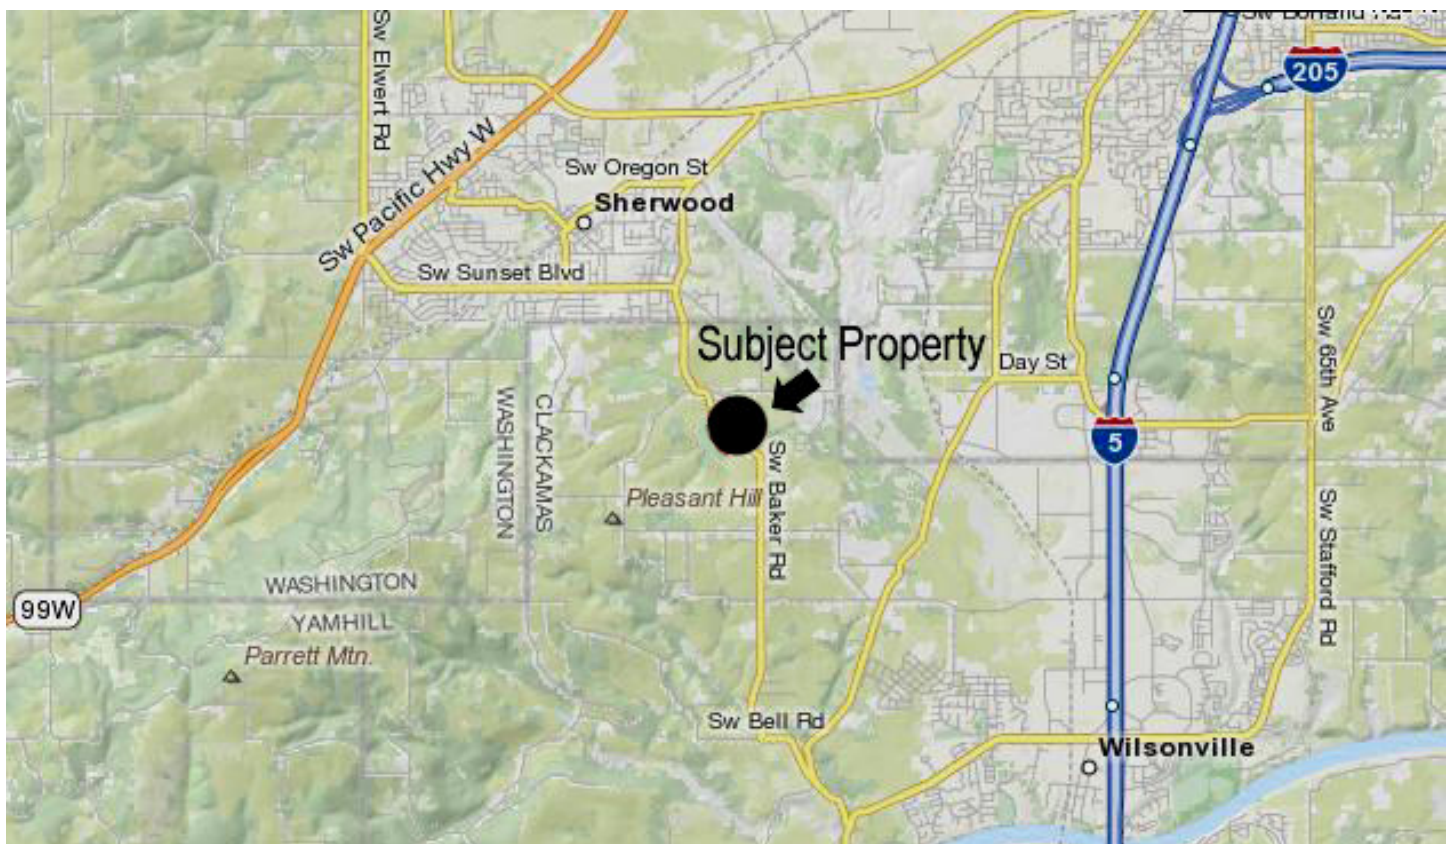 205
Sw Elwert Rd
Sw Pacific Hwy W
Sw Oregon St
Sherwood
Sw Sunset Blvd
Subject Property
Day St
Sw 65th Ave
5
WASHINGTON
CLACKAMAS
Sw Baker Rd
Pleasant Hill
Sw Stafford Rd
WASHINGTON
99W
YAMHILL
Parrett Mtn.
Sw Bell Rd
Wilsonville